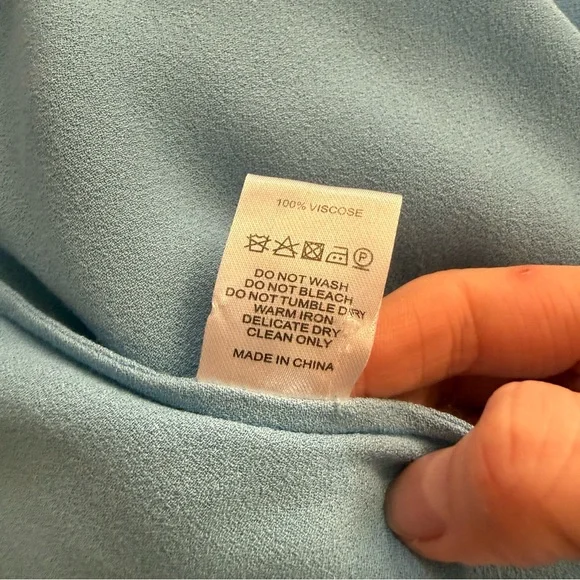 100% VISCOSE
DO NOT WASH
DO NOT BLEACH
DO NOT TUMBLE DRY
WARM IRON
DELICATE DRY
CLEAN ONLY
MADE IN CHINA